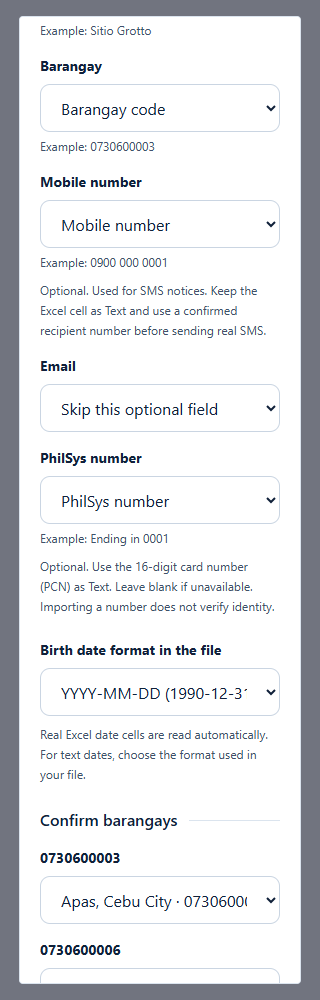 Example: Sitio Grotto
Barangay
Barangay code
Example: 0730600003
Mobile number
Mobile number
Example: 0900 000 0001
Optional. Used for SMS notices. Keep the
Excel cell as Text and use a confirmed
recipient number before sending real SMS.
Email
Skip this optional field
PhilSys number
PhilSys number
Example: Ending in 0001
Optional. Use the 16-digit card number
(PCN) as Text. Leave blank if unavailable.
Importing a number does not verify identity.
Birth date format in the file
YYYY-MM-DD (1990-12-31
Real Excel date cells are read automatically.
For text dates, choose the format used in
your file.
Confirm barangays
0730600003
Apas, Cebu City · 0730600
0730600006